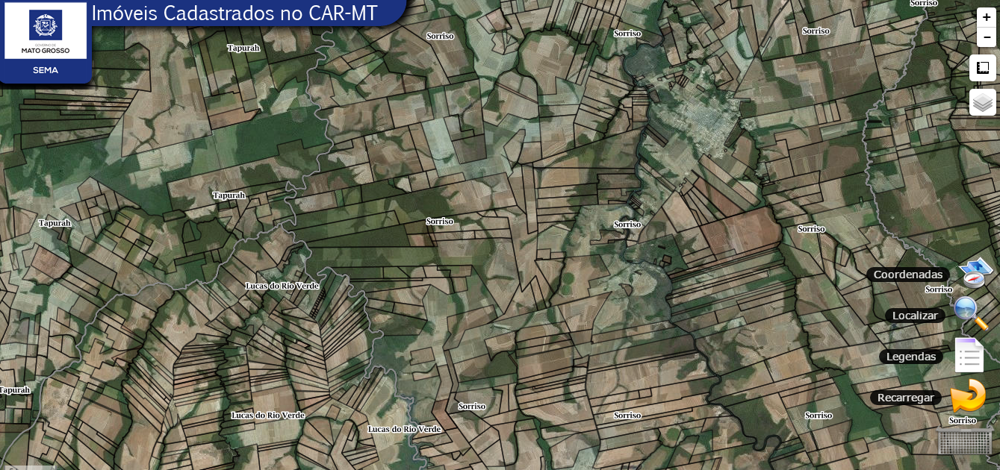 Imóveis Cadastrados no CAR-MT
GOVERNO DE
MATO GROSSO
SEMA
Sorriso
Sorriso
Sorriso
Sorriso
Tapurah
+
−
Tapurah
Tapurah
Sorriso
Sorriso
Sorriso
Coordenadas
Lucas do Rio Verde
Sorriso
Localizar
Legendas
Tapurah
Recarregar
Sorriso
Lucas do Rio Verde
Sorriso
Sorriso
Sorriso
Lucas do Rio Verde